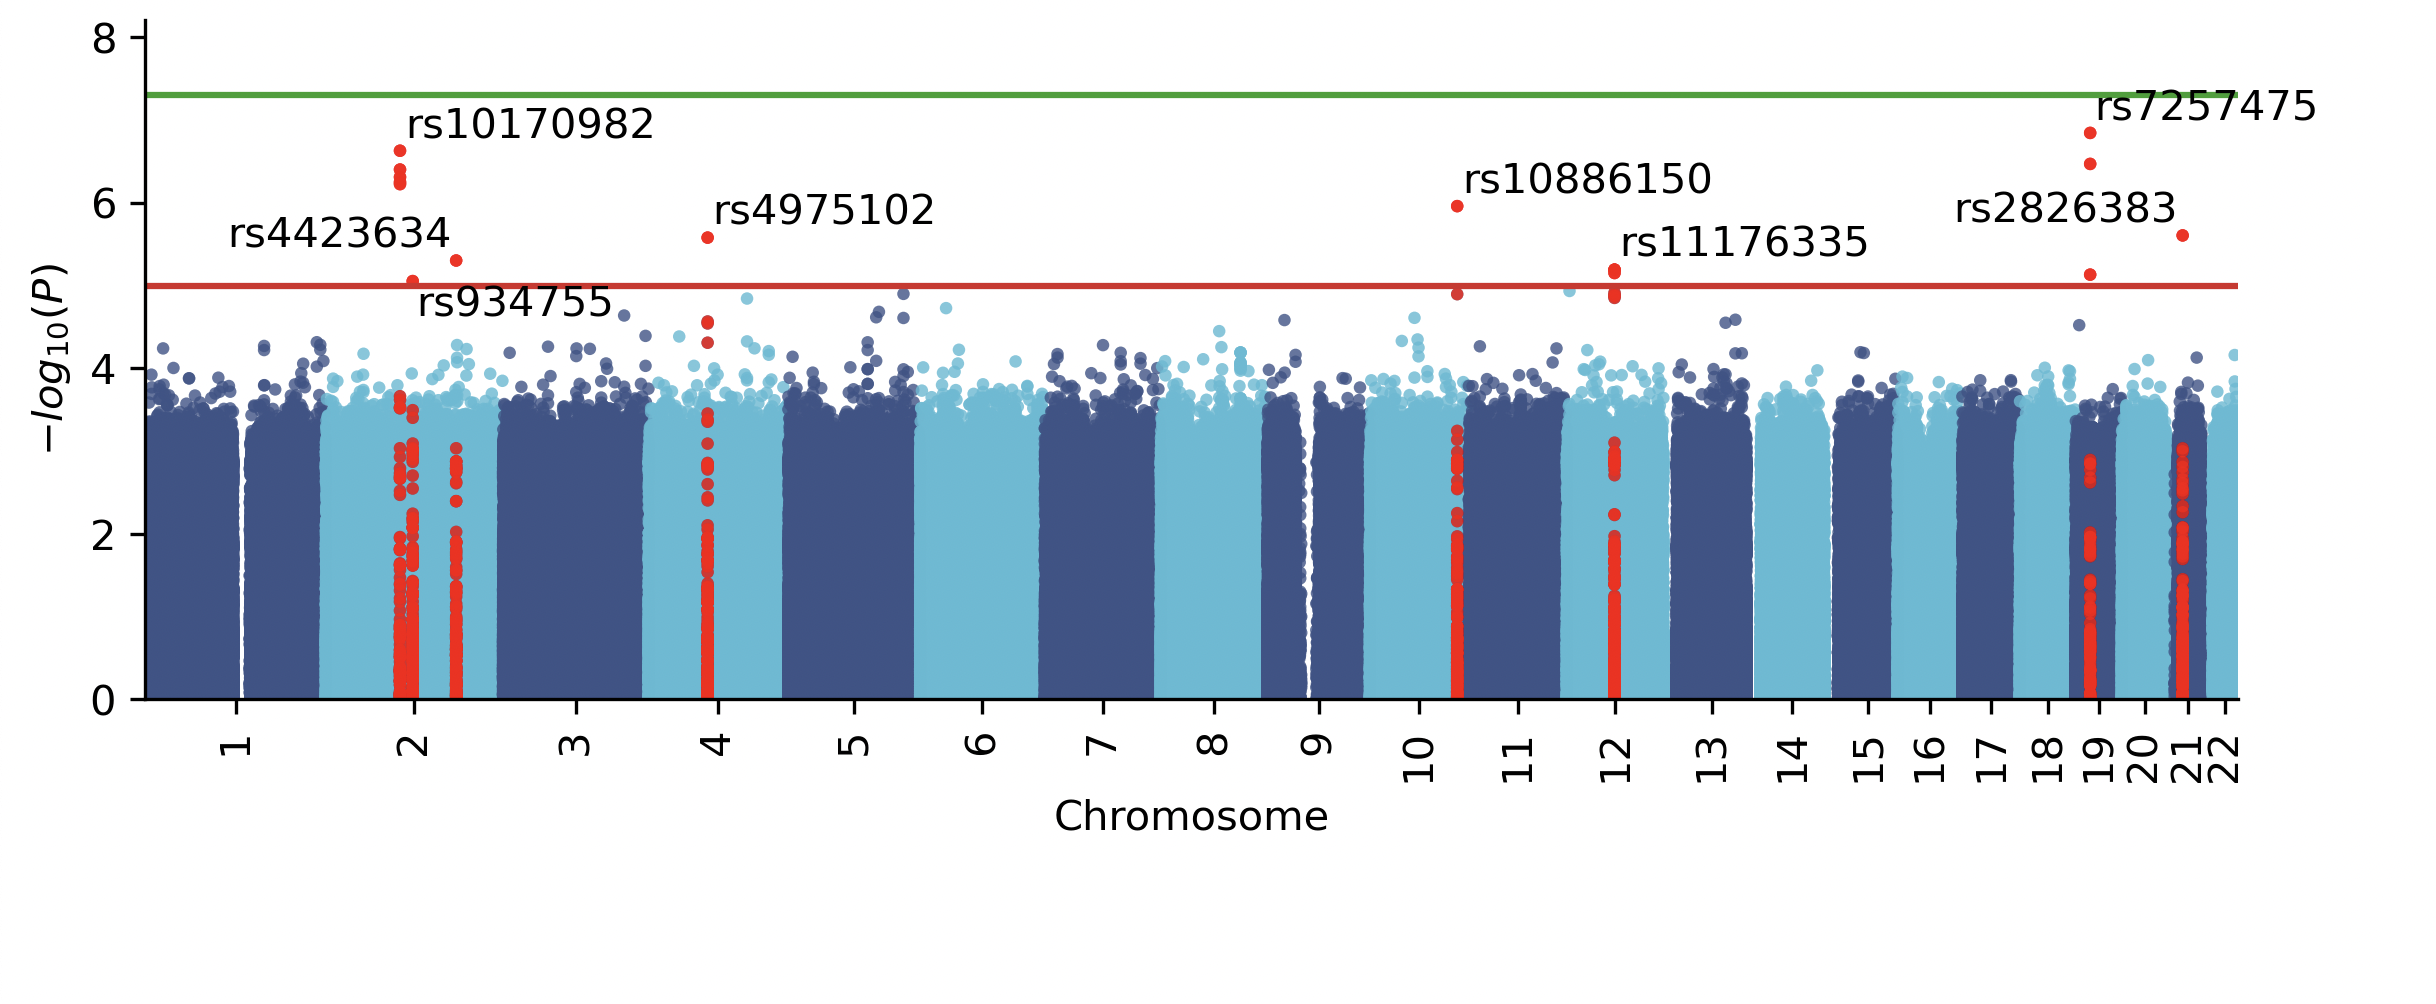 8
rs7257475
rs10170982
rs10886150
6
rs4975102
rs2826383
rs4423634
rs11176335
rs934755
−log10(P)
4
2
0
1 2 3 4 5 6 7 8 9 10 11 12 13 14 15 16 17 18 19 20 21 22
Chromosome